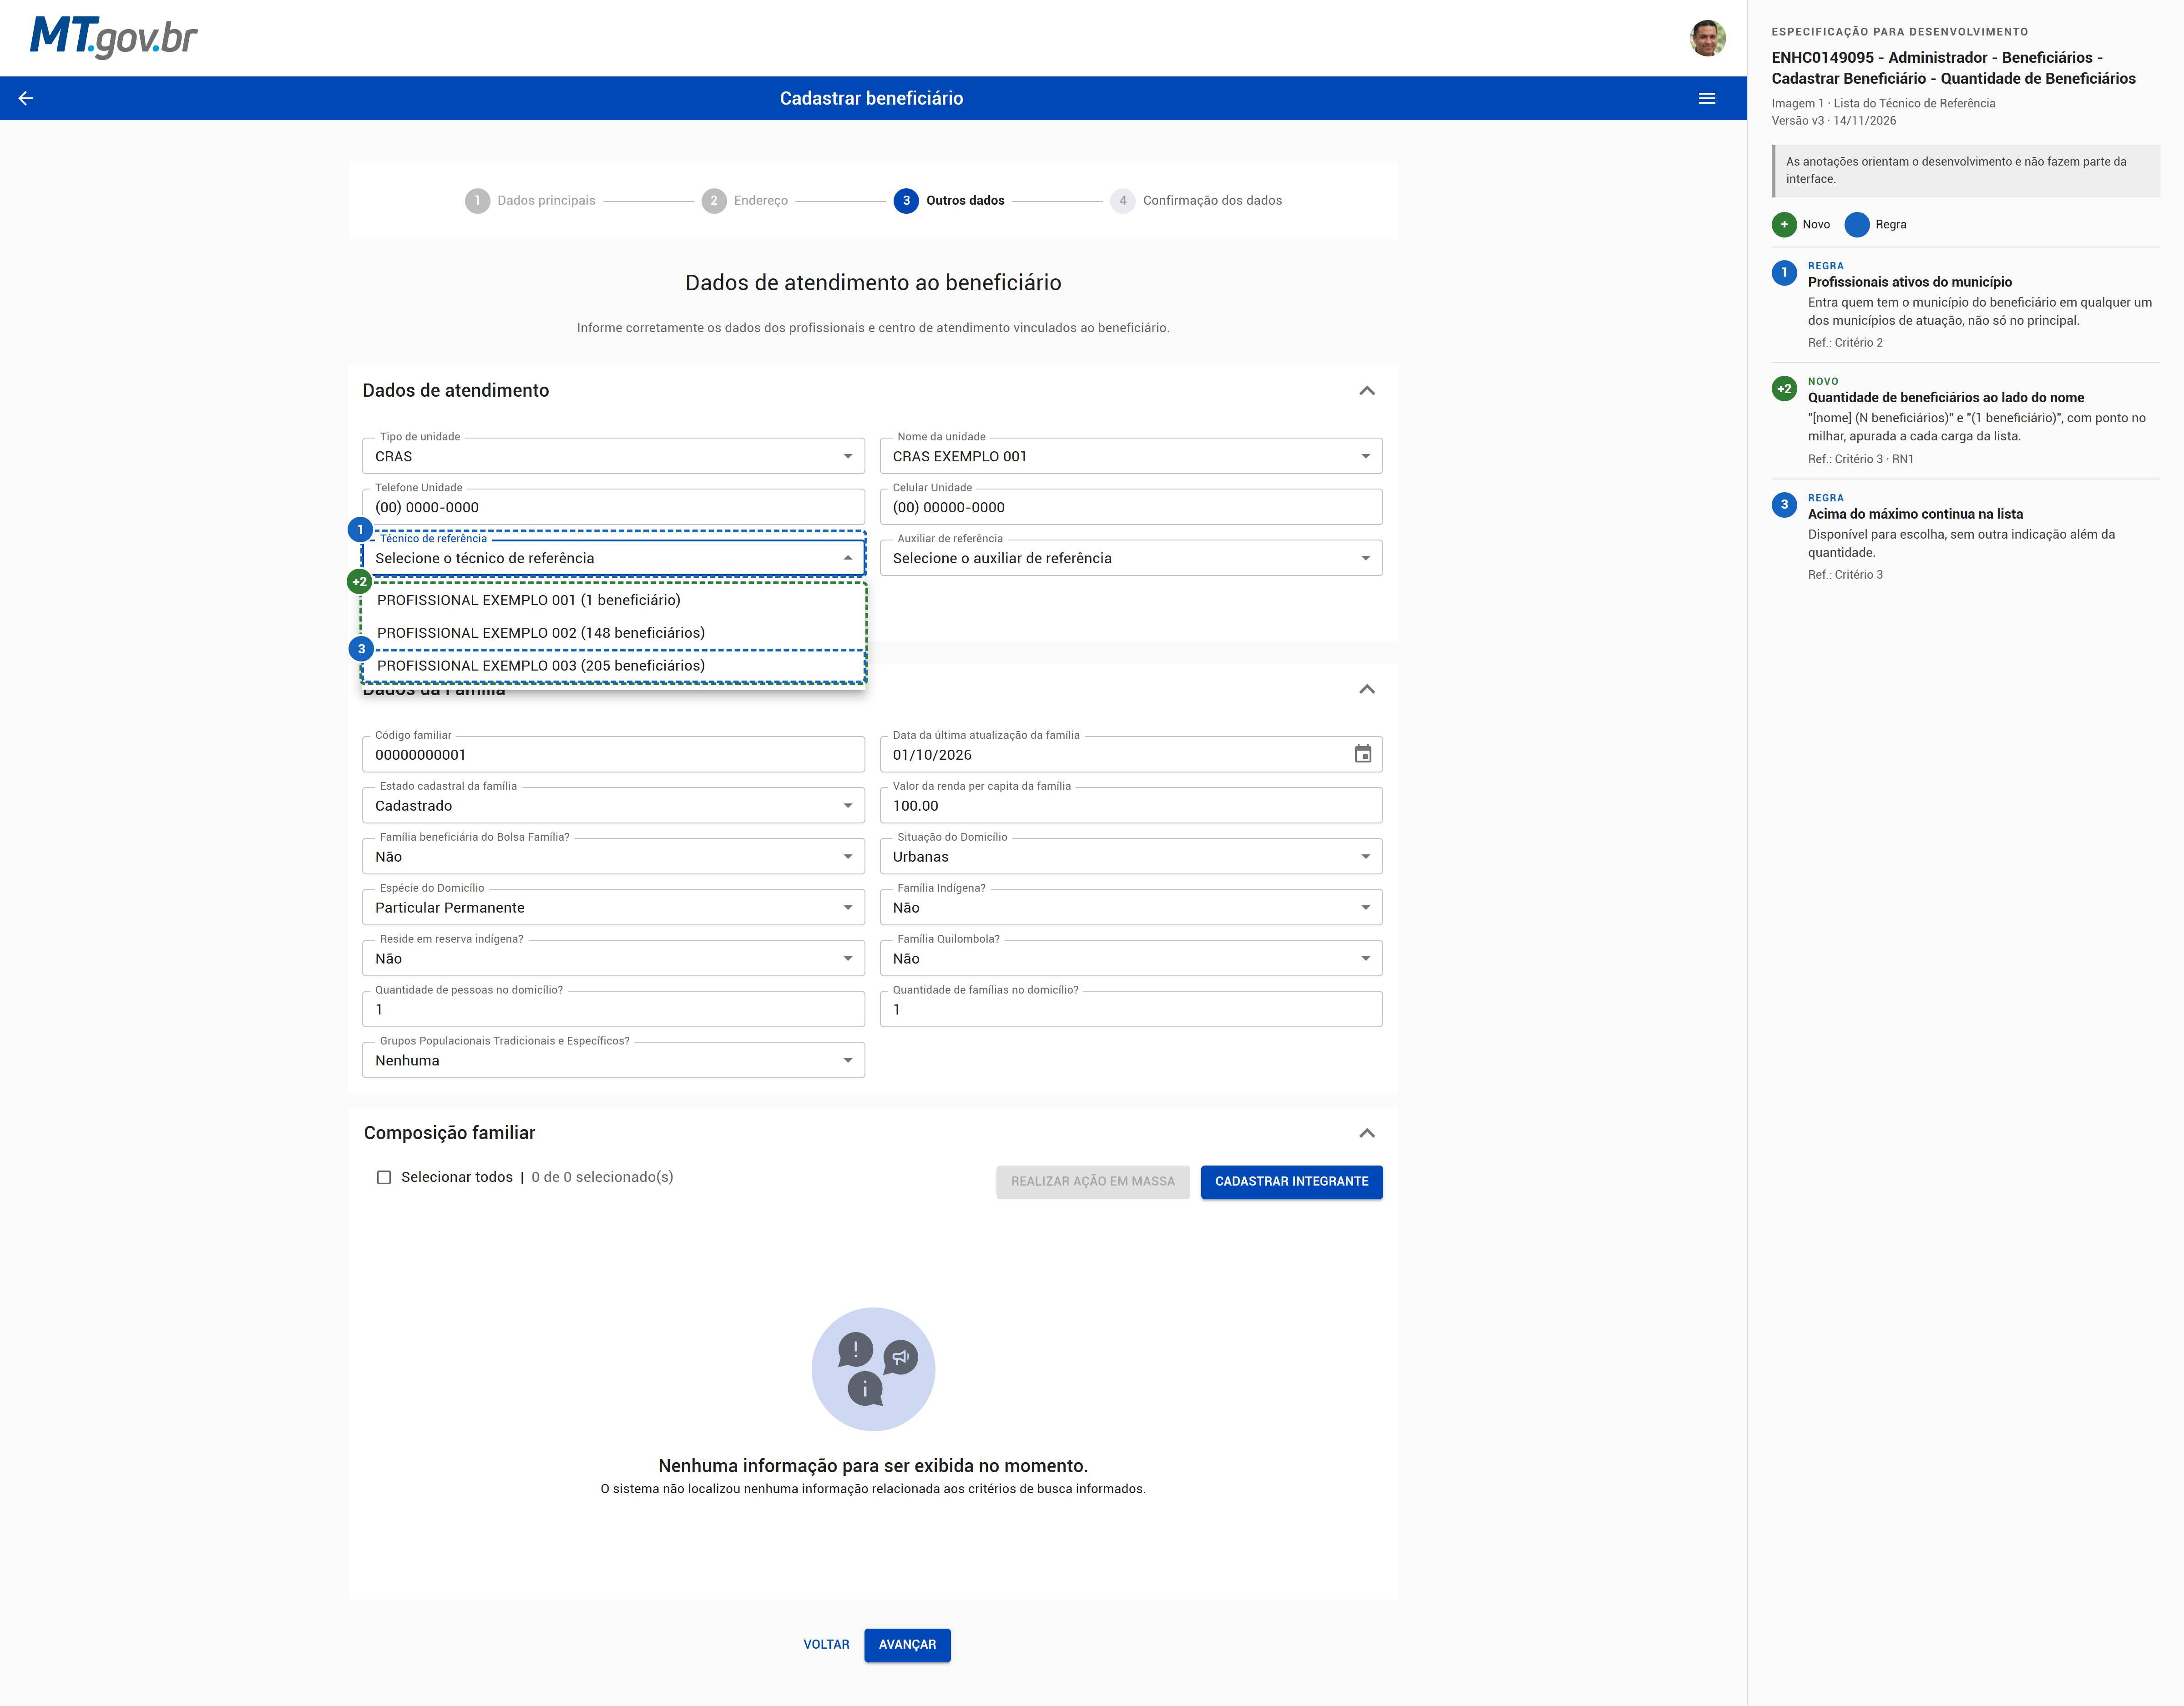 MT.gov.br
Cadastrar beneficiário
1 Dados principais
2 Endereço
3 Outros dados
4 Confirmação dos dados
Dados de atendimento ao beneficiário
Informe corretamente os dados dos profissionais e centro de atendimento vinculados ao beneficiário.
Dados de atendimento
Tipo de unidade
CRAS
Nome da unidade
CRAS EXEMPLO 001
Telefone Unidade
(00) 0000-0000
Celular Unidade
(00) 00000-0000
1
Técnico de referência
Selecione o técnico de referência
Auxiliar de referência
Selecione o auxiliar de referência
+2
PROFISSIONAL EXEMPLO 001 (1 beneficiário)
PROFISSIONAL EXEMPLO 002 (148 beneficiários)
3
PROFISSIONAL EXEMPLO 003 (205 beneficiários)
Dados da Família
Código familiar
00000000001
Data da última atualização da família
01/10/2026
Estado cadastral da família
Cadastrado
Valor da renda per capita da família
100.00
Família beneficiária do Bolsa Família?
Não
Situação do Domicílio
Urbanas
Espécie do Domicílio
Particular Permanente
Família Indígena?
Não
Reside em reserva indígena?
Não
Família Quilombola?
Não
Quantidade de pessoas no domicílio?
1
Quantidade de famílias no domicílio?
1
Grupos Populacionais Tradicionais e Específicos?
Nenhuma
Composição familiar
Selecionar todos | 0 de 0 selecionado(s)
REALIZAR AÇÃO EM MASSA
CADASTRAR INTEGRANTE
Nenhuma informação para ser exibida no momento.
O sistema não localizou nenhuma informação relacionada aos critérios de busca informados.
VOLTAR
AVANÇAR
ESPECIFICAÇÃO PARA DESENVOLVIMENTO
ENHC0149095 - Administrador - Beneficiários -
Cadastrar Beneficiário - Quantidade de Beneficiários
Imagem 1 · Lista do Técnico de Referência
Versão v3 · 14/11/2026
As anotações orientam o desenvolvimento e não fazem parte da
interface.
+ Novo
Regra
1
REGRA
Profissionais ativos do município
Entra quem tem o município do beneficiário em qualquer um
dos municípios de atuação, não só no principal.
Ref.: Critério 2
+2
NOVO
Quantidade de beneficiários ao lado do nome
"[nome] (N beneficiários)" e "(1 beneficiário)", com ponto no
milhar, apurada a cada carga da lista.
Ref.: Critério 3 · RN1
3
REGRA
Acima do máximo continua na lista
Disponível para escolha, sem outra indicação além da
quantidade.
Ref.: Critério 3